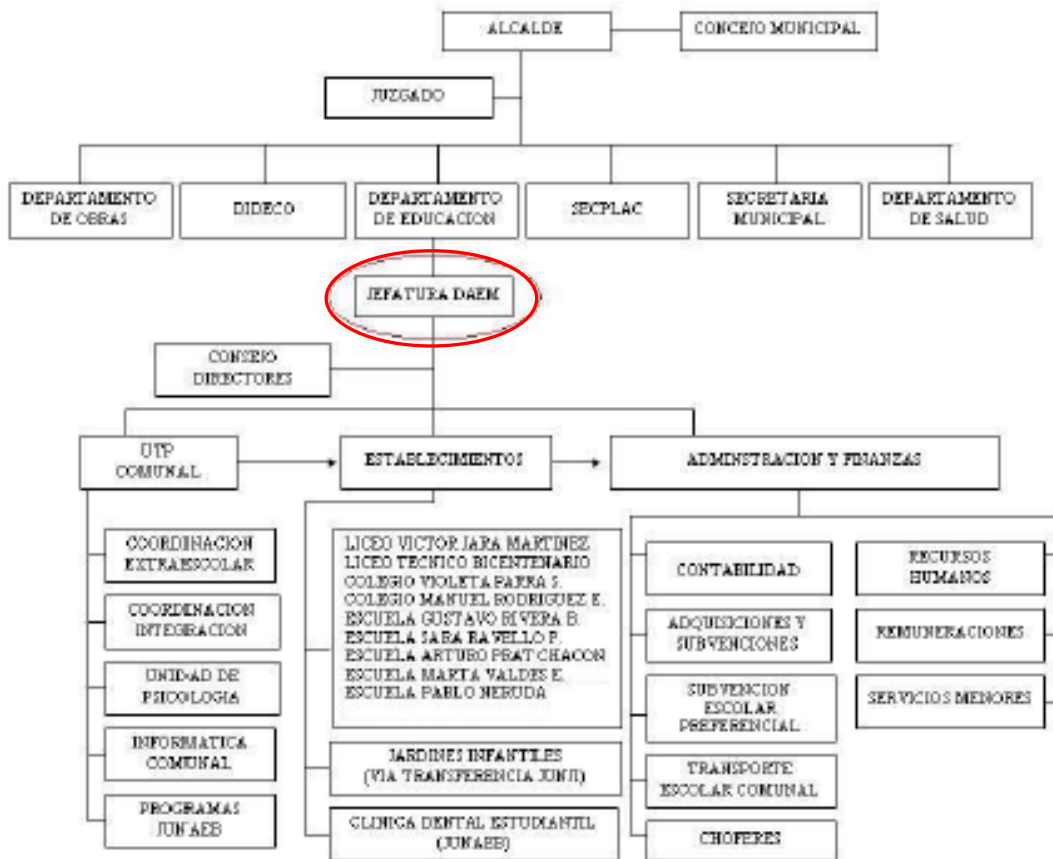 ALCALDE
CONCEJO MUNICIPAL
JUZGADO
DEPARTAMENTO
DE OBRAS
DIDECO
DEPARTAMENTO
DE EDUCACION
SECPLAC
SECRETARIA
MUNICIPAL
DEPARTAMENTO
DE SALUD
JEFATURA DAEM
CONSEJO
DIRECTORES
UTP
COMUNAL
ESTABLECIMIENTOS
ADMINSTRACION Y FINANZAS
COORDINACION
EXTRAESCOLAR
COORDINACION
INTEGRACION
UNIDAD DE
PSICOLOGIA
INFORMATICA
COMUNAL
PROGRAMAS
JUNAEB
LICEO VICTOR JARA MARTINEZ
LICEO TECNICO BICENTENARIO
COLEGIO VIOLETA PARRA S.
COLEGIO MANUEL RODRIGUEZ E.
ESCUELA GUSTAVO RIVERA B.
ESCUELA SARA RAVELLO P.
ESCUELA ARTURO PRAT CHACON
ESCUELA MARTA VALDES E.
ESCUELA PABLO NERUDA
JARDINES INFANTILES
(VIA TRANSFERENCIA JUNJI)
CLINICA DENTAL ESTUDIANTIL
(JUNAEB)
CONTABILIDAD
ADQUISICIONES Y
SUBVENCIONES
SUBVENCION
ESCOLAR
PREFERENCIAL
TRANSPORTE
ESCOLAR COMUNAL
CHOFERES
RECURSOS
HUMANOS
REMUNERACIONES
SERVICIOS MENORES